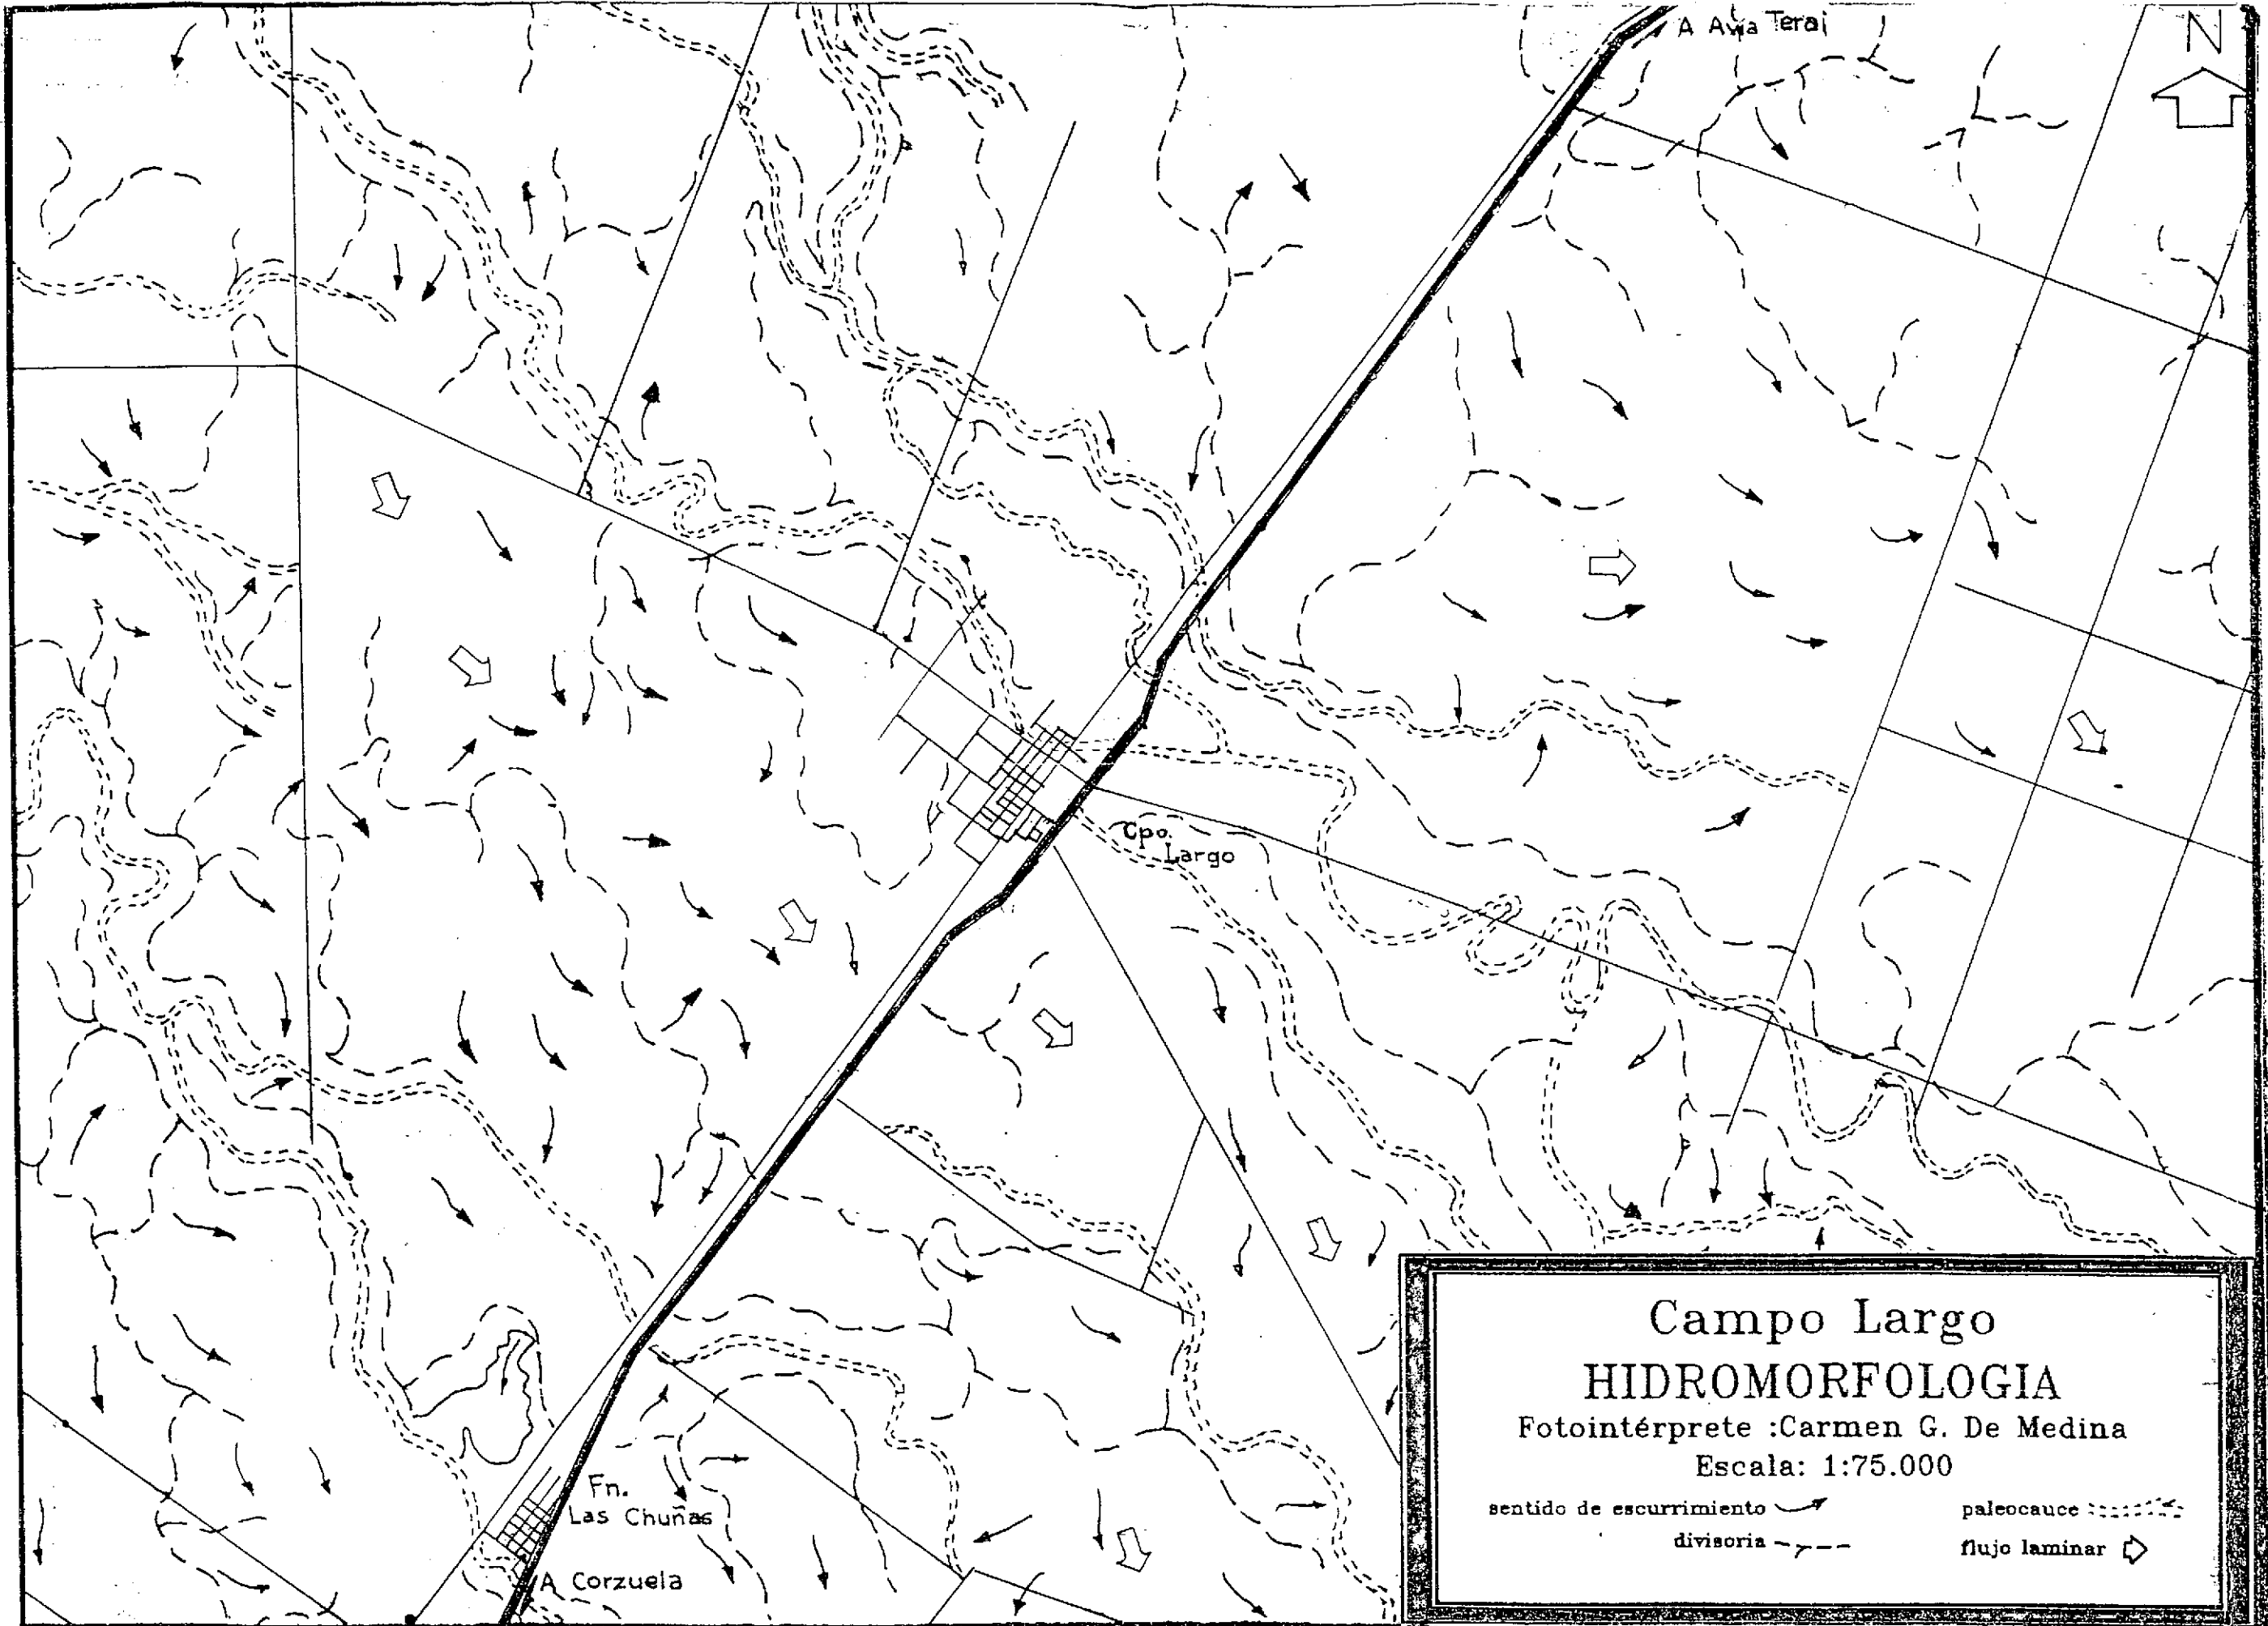 A Avia Terai
N
Cpo.
Largo
Fn.
Las Chuñas
A Corzuela
Campo Largo
HIDROMORFOLOGIA
Fotointérprete :Carmen G. De Medina
Escala: 1:75.000
sentido de escurrimiento
paleocauce
divisoria
flujo laminar